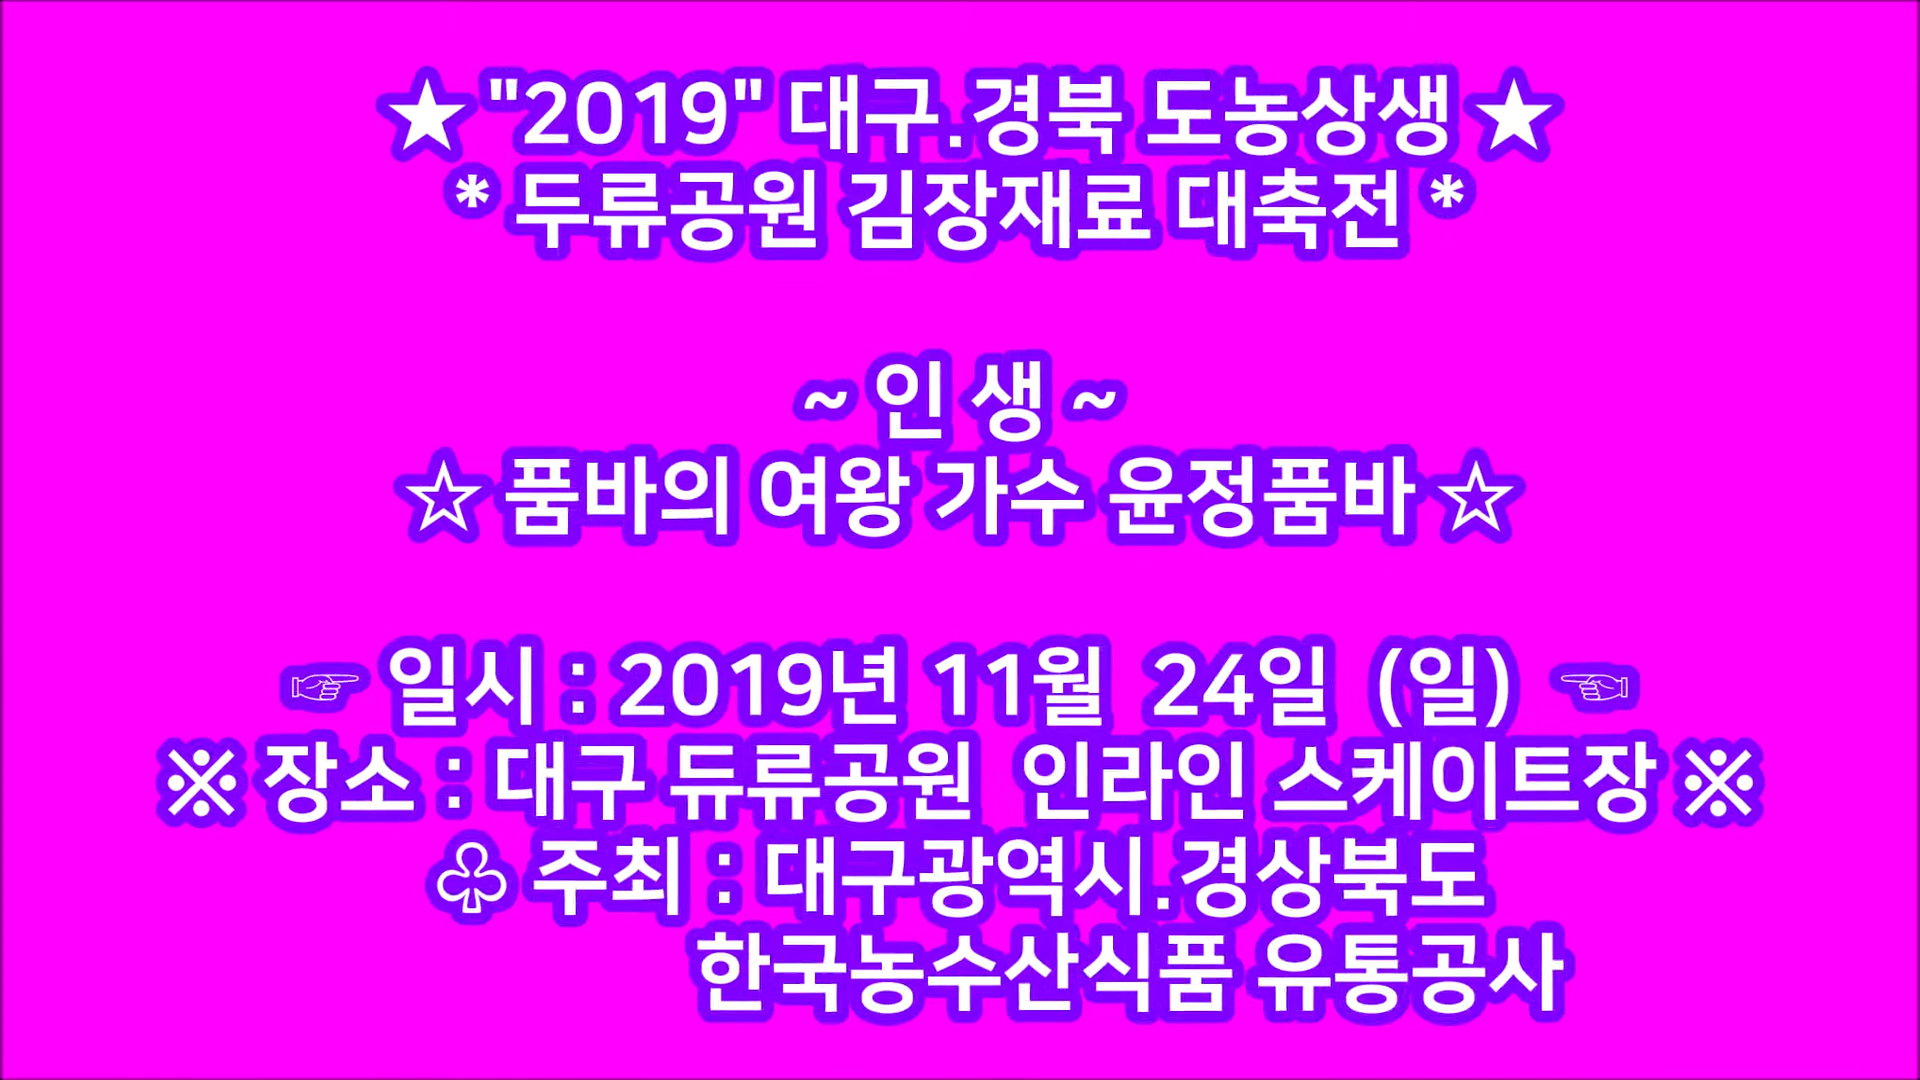 ★ "2019" 대구.경북 도농상생 ★
* 두류공원 김장재료 대축전 *
~ 인 생 ~
☆ 품바의 여왕 가수 윤정품바 ☆
☞ 일시 : 2019년 11월 24일 (일) ☜
※ 장소 : 대구 듀류공원 인라인 스케이트장 ※
♧ 주최 : 대구광역시.경상북도
한국농수산식품 유통공사